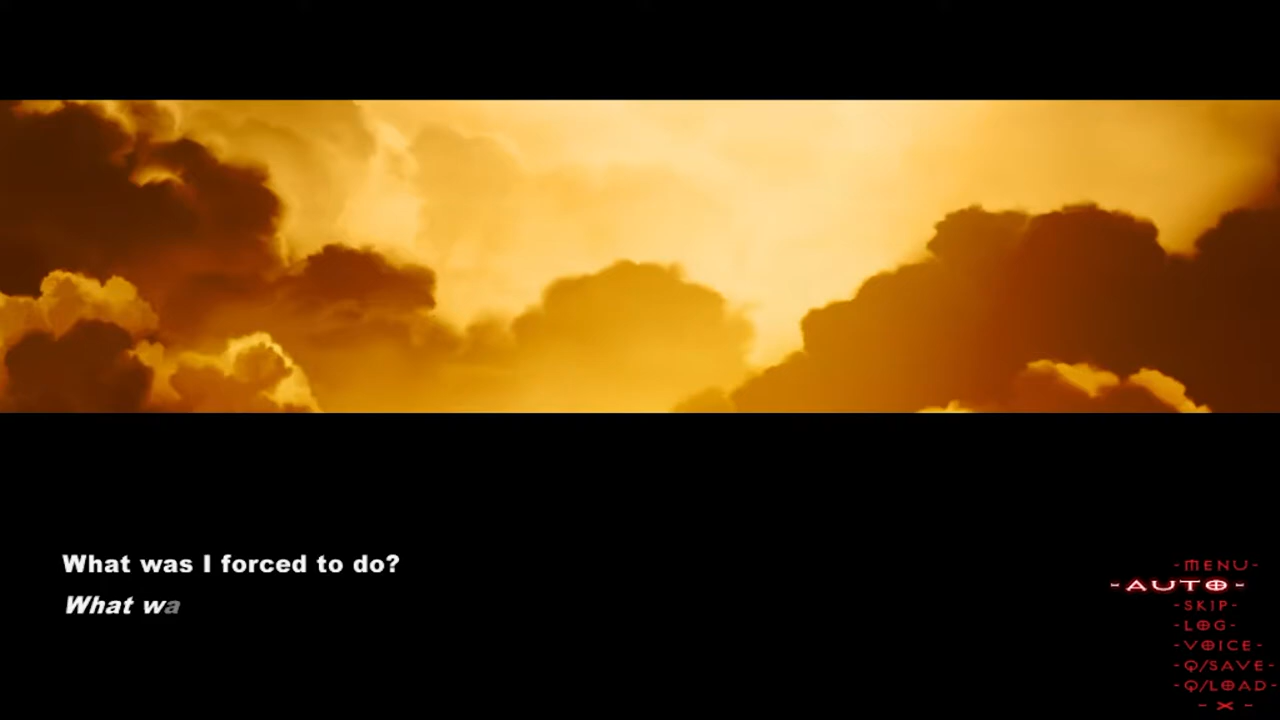 What was I forced to do?
What wa
-MENU-
-AUTO-
-SKIP-
-LOG-
-VOICE-
-Q/SAVE-
-Q/LOAD-
-X-